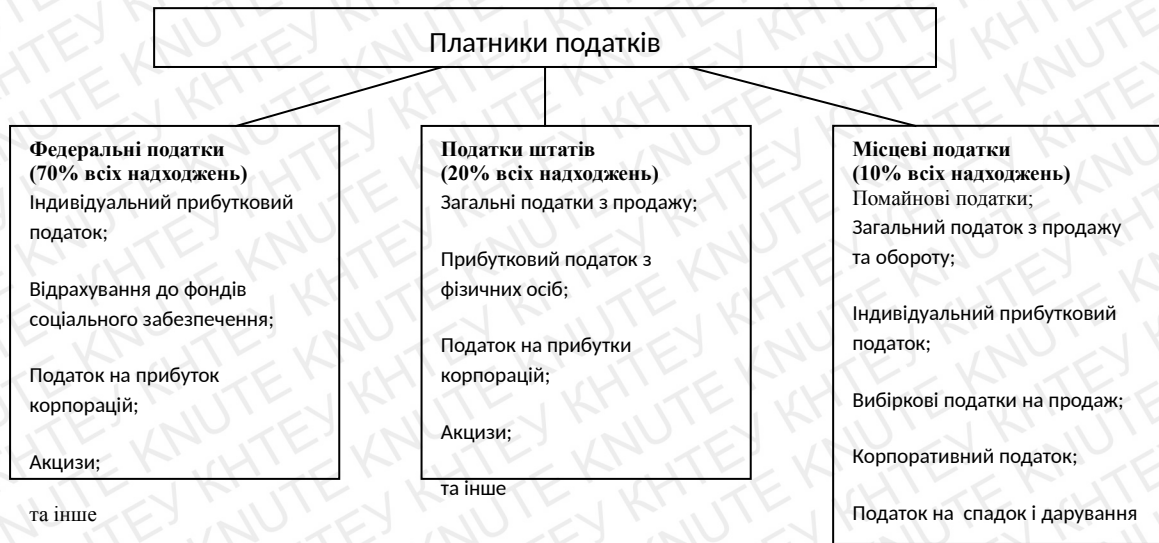 Платники податків
Федеральні податки
(70% всіх надходжень)
Індивідуальний прибутковий
податок;
Відрахування до фондів
соціального забезпечення;
Податок на прибуток
корпорацій;
Акцизи;
та інше
Податки штатів
(20% всіх надходжень)
Загальні податки з продажу;
Прибутковий податок з
фізичних осіб;
Податок на прибутки
корпорацій;
Акцизи;
та інше
Місцеві податки
(10% всіх надходжень)
Помайнові податки;
Загальний податок з продажу
та обороту;
Індивідуальний прибутковий
податок;
Вибіркові податки на продаж;
Корпоративний податок;
Податок на спадок і дарування